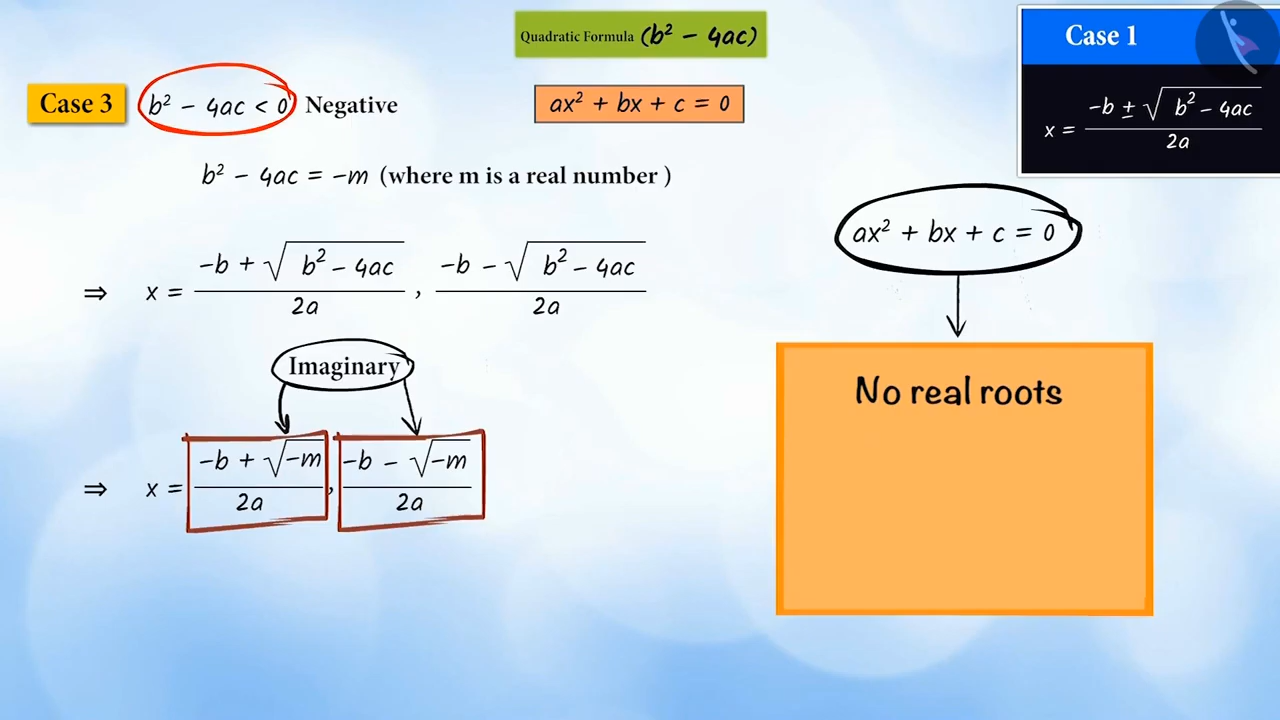 Quadratic Formula (b² − 4ac)
Case 1
x = −b ± √b² − 4ac / 2a
Case 3 b² − 4ac < 0 Negative
ax² + bx + c = 0
b² − 4ac = −m (where m is a real number )
ax² + bx + c = 0
⇒ x = −b + √b² − 4ac / 2a , −b − √b² − 4ac / 2a
Imaginary
No real roots
⇒ x = −b + √−m / 2a , −b − √−m / 2a